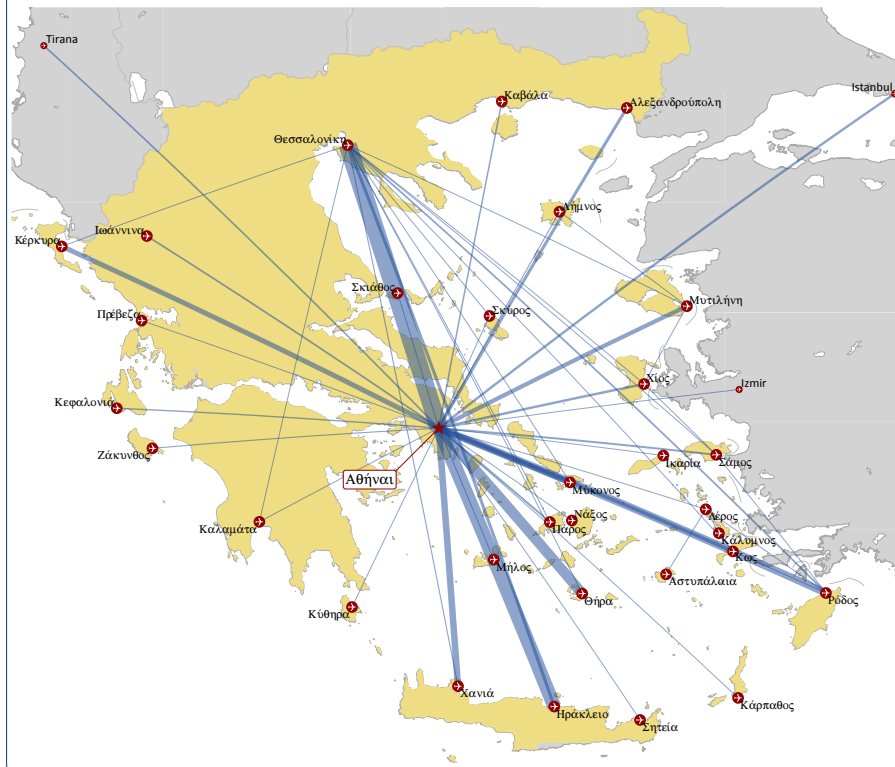 Tirana
Istanbul
Καβάλα
Αλεξανδρούπολη
Θεσσαλονίκη
Λήμνος
Ιωάννινα
Κέρκυρα
Σκιάθος
Μυτιλήνη
Σκύρος
Πρέβεζα
Χίος
Izmir
Κεφαλονιά
Ζάκυνθος
Ικαρία
Σάμος
Αθήναι
Μύκονος
Λέρος
Νάξος
Πάρος
Καλαμάτα
Κάλυμνος
Κως
Μήλος
Αστυπάλαια
Θήρα
Ρόδος
Κύθηρα
Χανιά
Κάρπαθος
Ηράκλειο
Σητεία